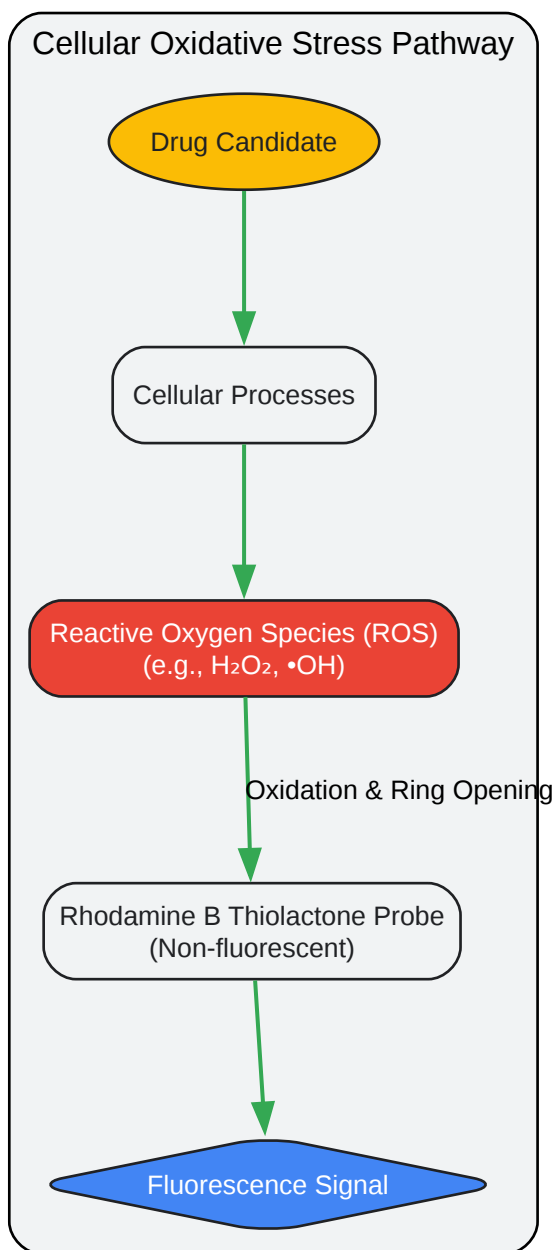 Cellular Oxidative Stress Pathway
Drug Candidate
Cellular Processes
Reactive Oxygen Species (ROS)
(e.g., H₂O₂, •OH)
Oxidation & Ring Opening
Rhodamine B Thiolactone Probe
(Non-fluorescent)
Fluorescence Signal